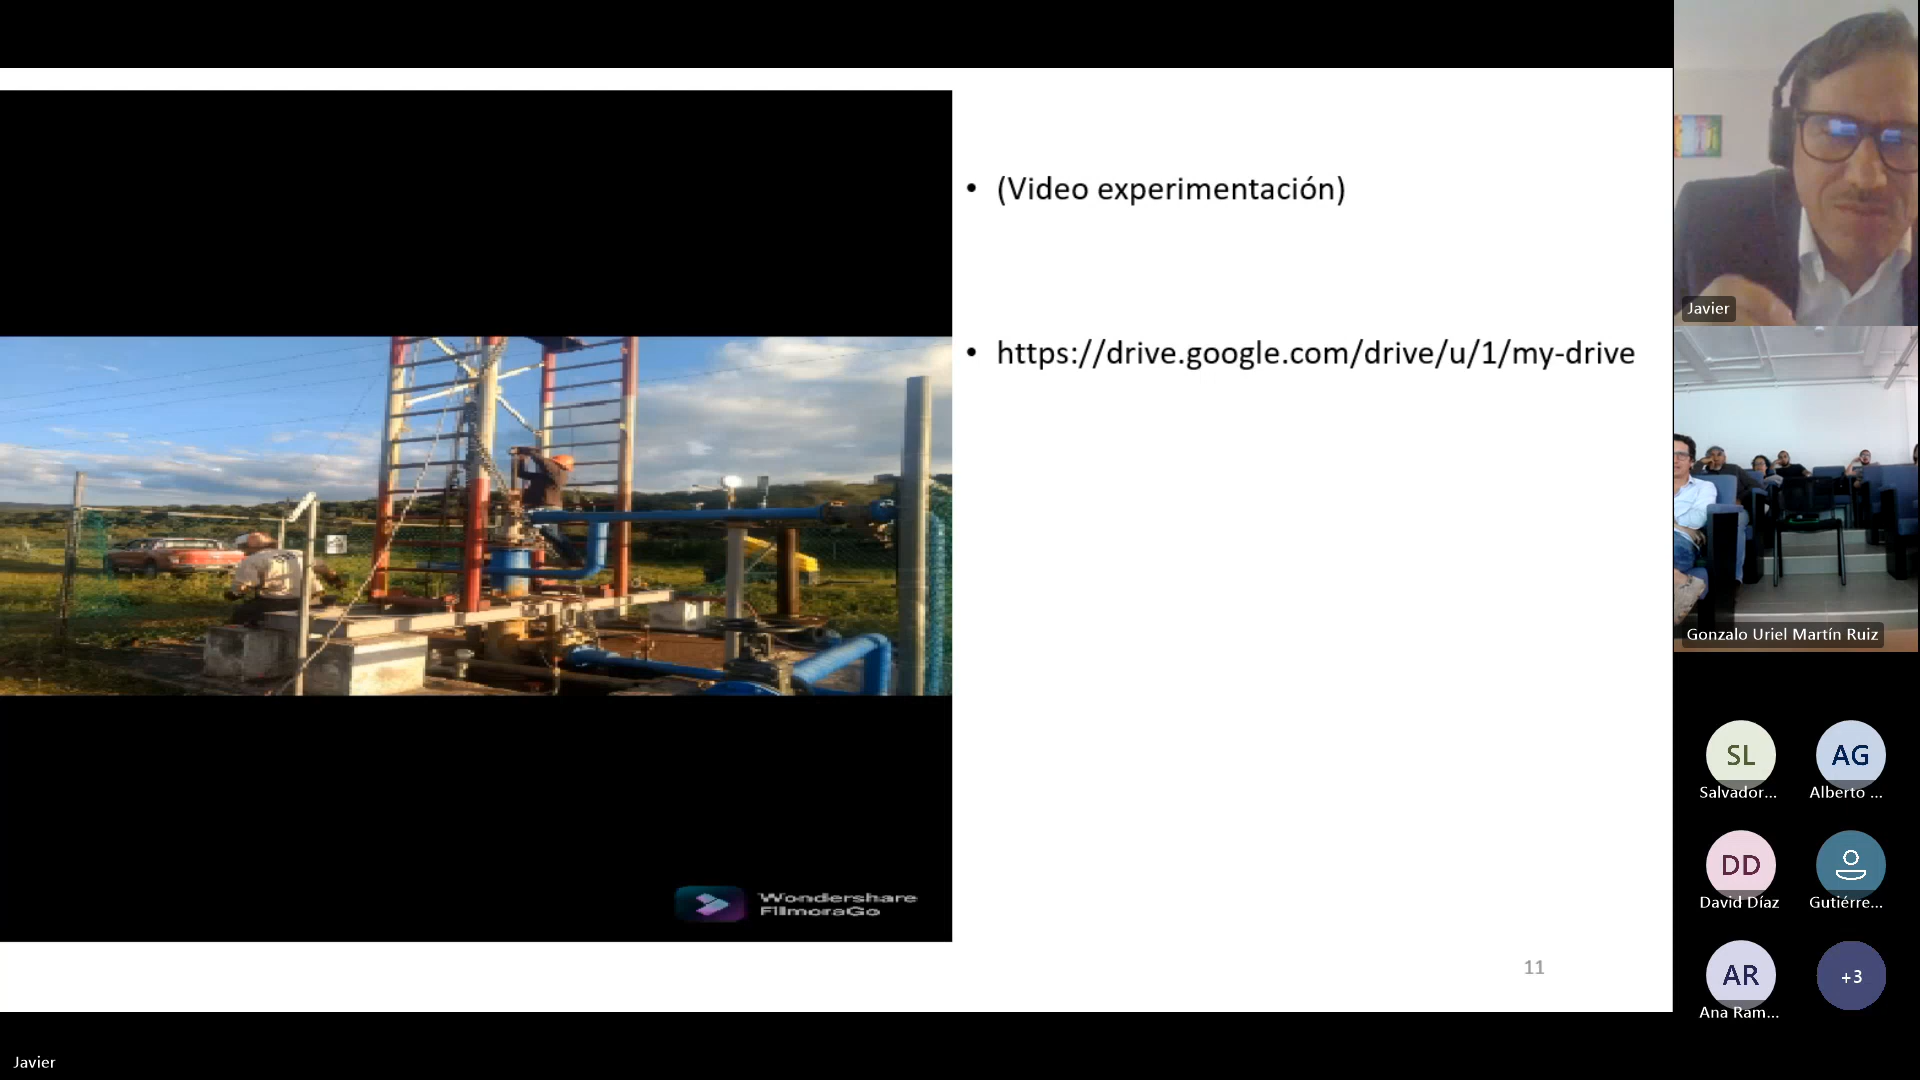 (Video experimentación)
https://drive.google.com/drive/u/1/my-drive
Wondershare
FilmoraGo
11
Javier
Gonzalo Uriel Martín Ruiz
SL
AG
Salvador...
Alberto ...
DD
David Díaz
Gutiérre...
AR
+3
Ana Ram...
Javier